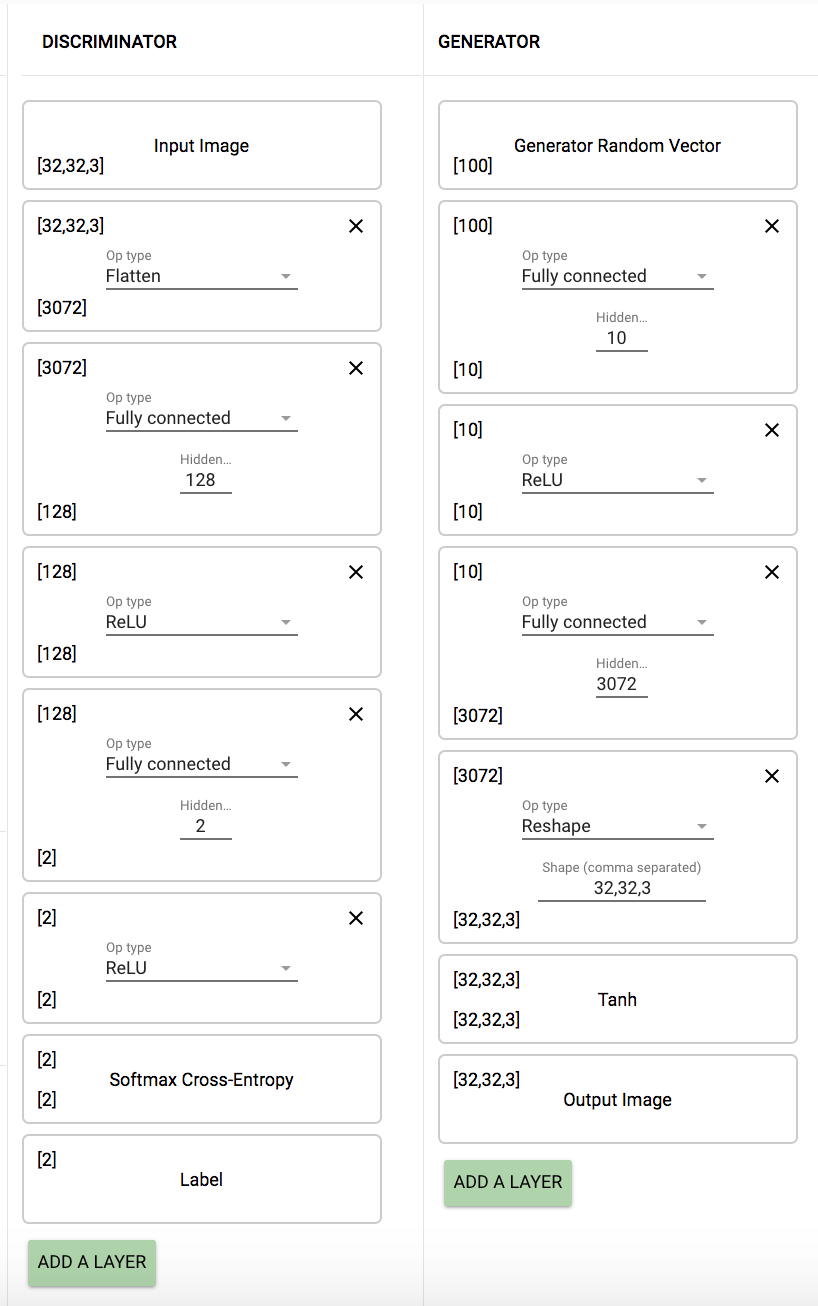 DISCRIMINATOR
Input Image
[32,32,3]
[32,32,3]
Op type
Flatten
[3072]
[3072]
Op type
Fully connected
Hidden...
128
[128]
[128]
Op type
ReLU
[128]
[128]
Op type
Fully connected
Hidden...
2
[2]
[2]
Op type
ReLU
[2]
[2]
Softmax Cross-Entropy
[2]
[2]
Label
ADD A LAYER
GENERATOR
Generator Random Vector
[100]
[100]
Op type
Fully connected
Hidden...
10
[10]
[10]
Op type
ReLU
[10]
[10]
Op type
Fully connected
Hidden...
3072
[3072]
[3072]
Op type
Reshape
Shape (comma separated)
32,32,3
[32,32,3]
[32,32,3]
Tanh
[32,32,3]
[32,32,3]
Output Image
ADD A LAYER